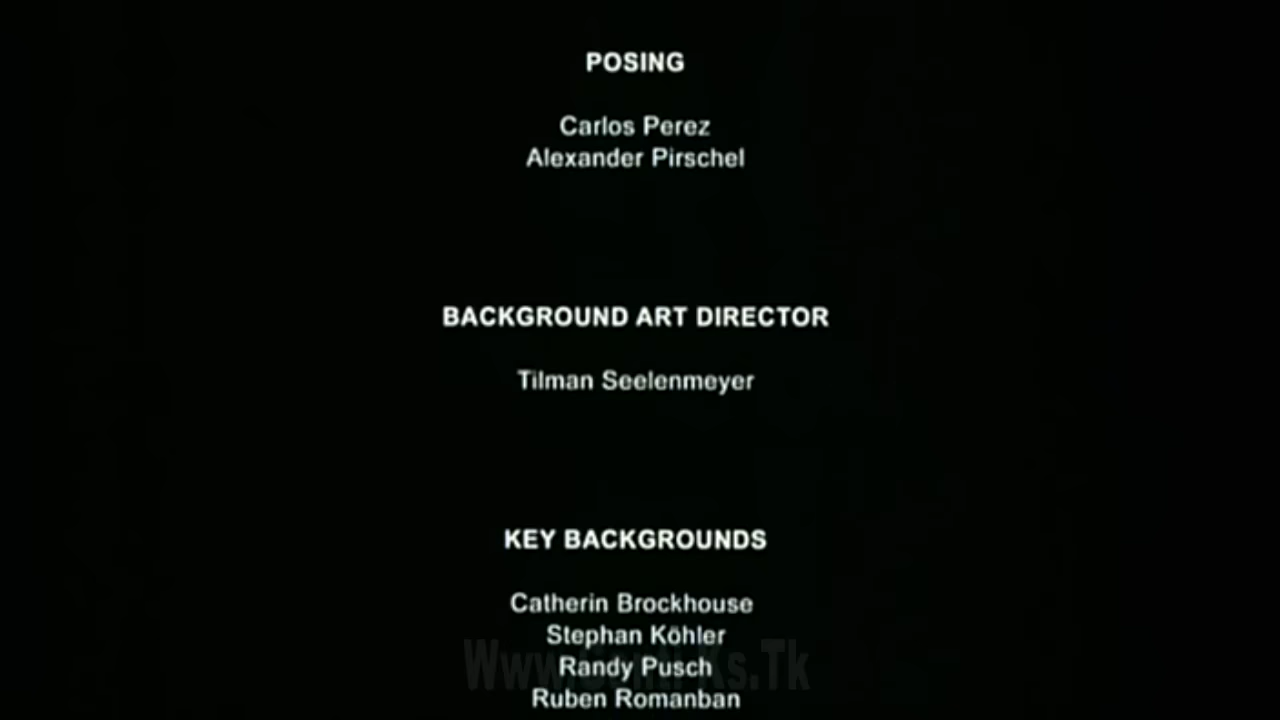 POSING
Carlos Perez
Alexander Pirschel
BACKGROUND ART DIRECTOR
Tilman Seelenmeyer
KEY BACKGROUNDS
Catherin Brockhouse
Stephan Köhler
Randy Pusch
Ruben Romanban